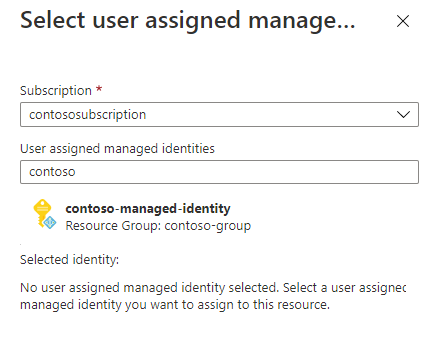 Select user assigned manage...
Subscription *
contososubscription
User assigned managed identities
contoso
contoso-managed-identity
Resource Group: contoso-group
Selected identity:
No user assigned managed identity selected. Select a user assigned
managed identity you want to assign to this resource.